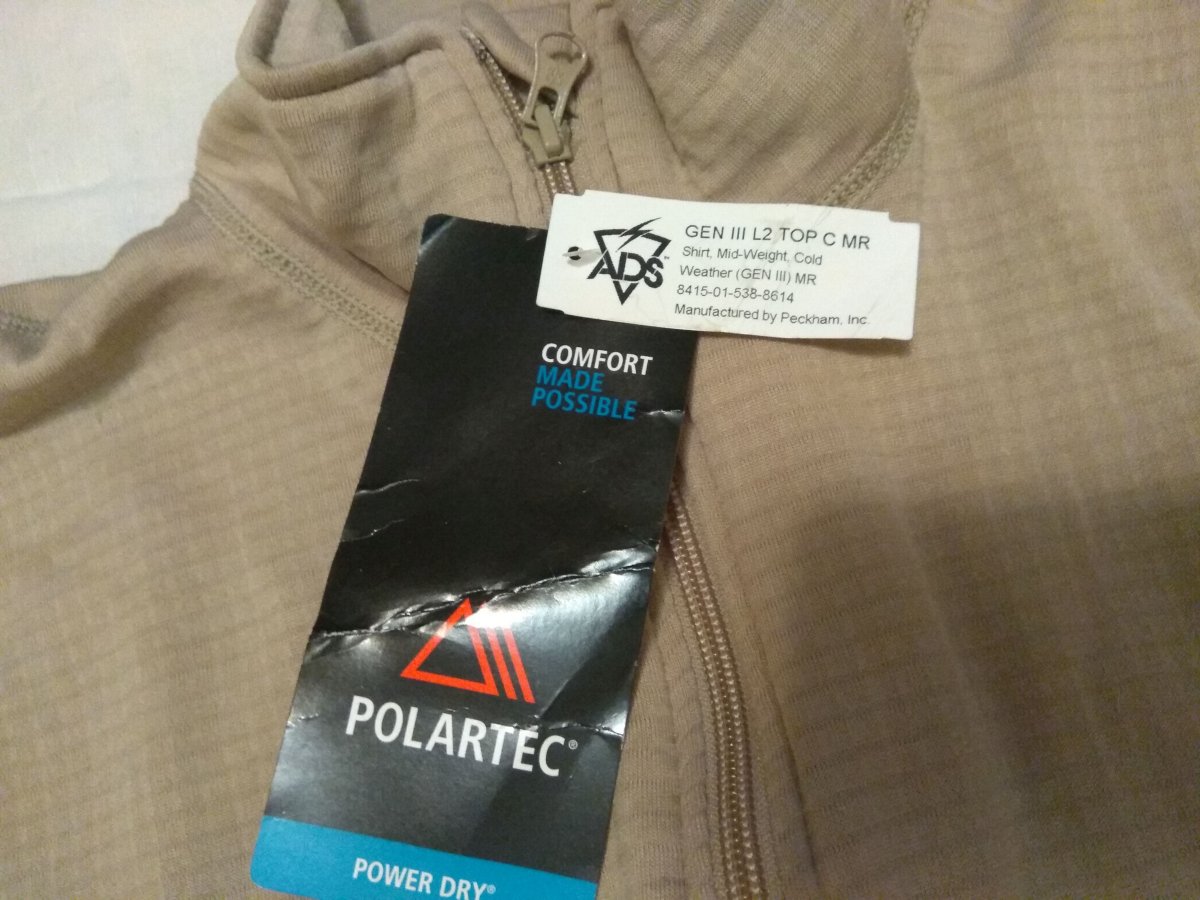 ADS™
GEN III L2 TOP C MR
Shirt, Mid-Weight, Cold
Weather (GEN III) MR
8415-01-538-8614
Manufactured by Peckham, Inc.
COMFORT
MADE
POSSIBLE
POLARTEC®
POWER DRY®